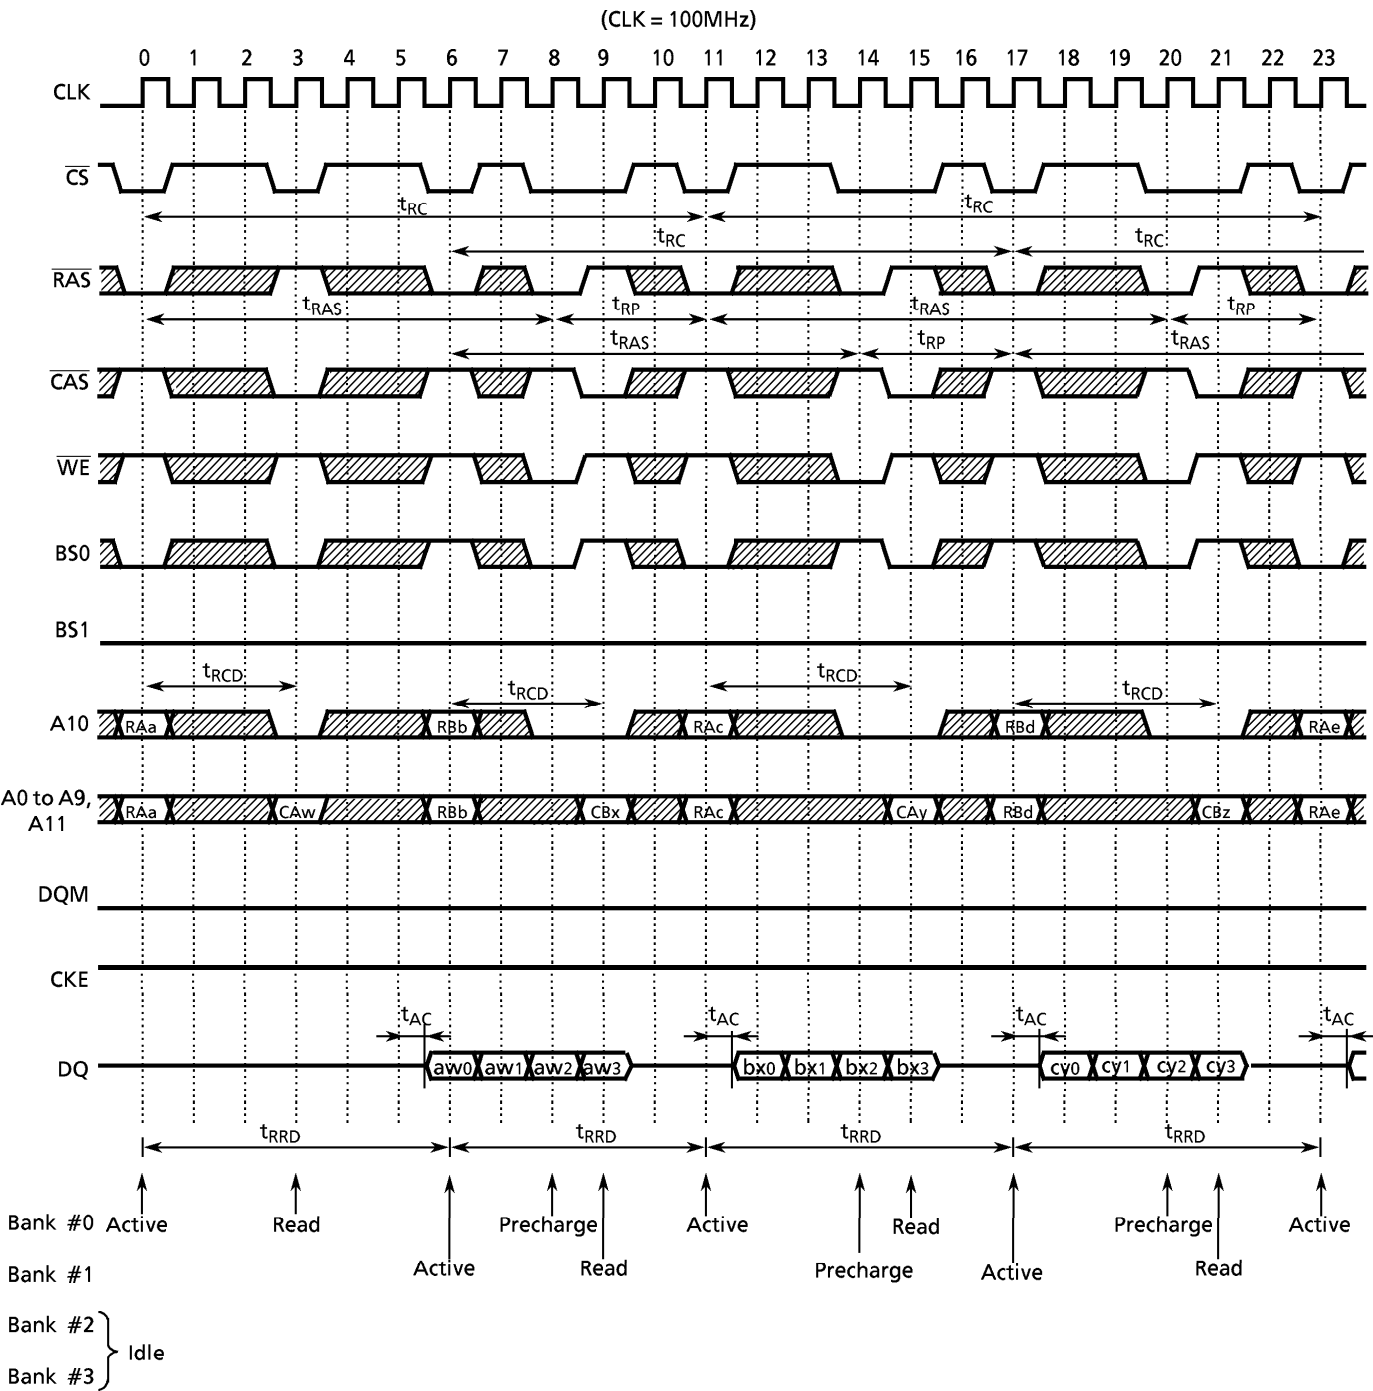 (CLK = 100MHz)
0 1 2 3 4 5 6 7 8 9 10 11 12 13 14 15 16 17 18 19 20 21 22 23
CLK
CS
tRC tRC
tRC tRC
RAS
tRAS tRP tRAS tRP
tRAS tRP tRAS
CAS
WE
BS0
BS1
tRCD tRCD
tRCD tRCD
A10 RAa RBb RAc RBd RAe
A0 to A9,
A11
RAa CAw RBb CBx RAc CAy RBd CBz RAe
DQM
CKE
tAC tAC tAC tAC
DQ aw0 aw1 aw2 aw3 bx0 bx1 bx2 bx3 cy0 cy1 cy2 cy3
tRRD tRRD tRRD tRRD
Bank #0 Active Read Precharge Active Read Precharge Active
Bank #1 Active Read Precharge Active Read
Bank #2
Idle
Bank #3